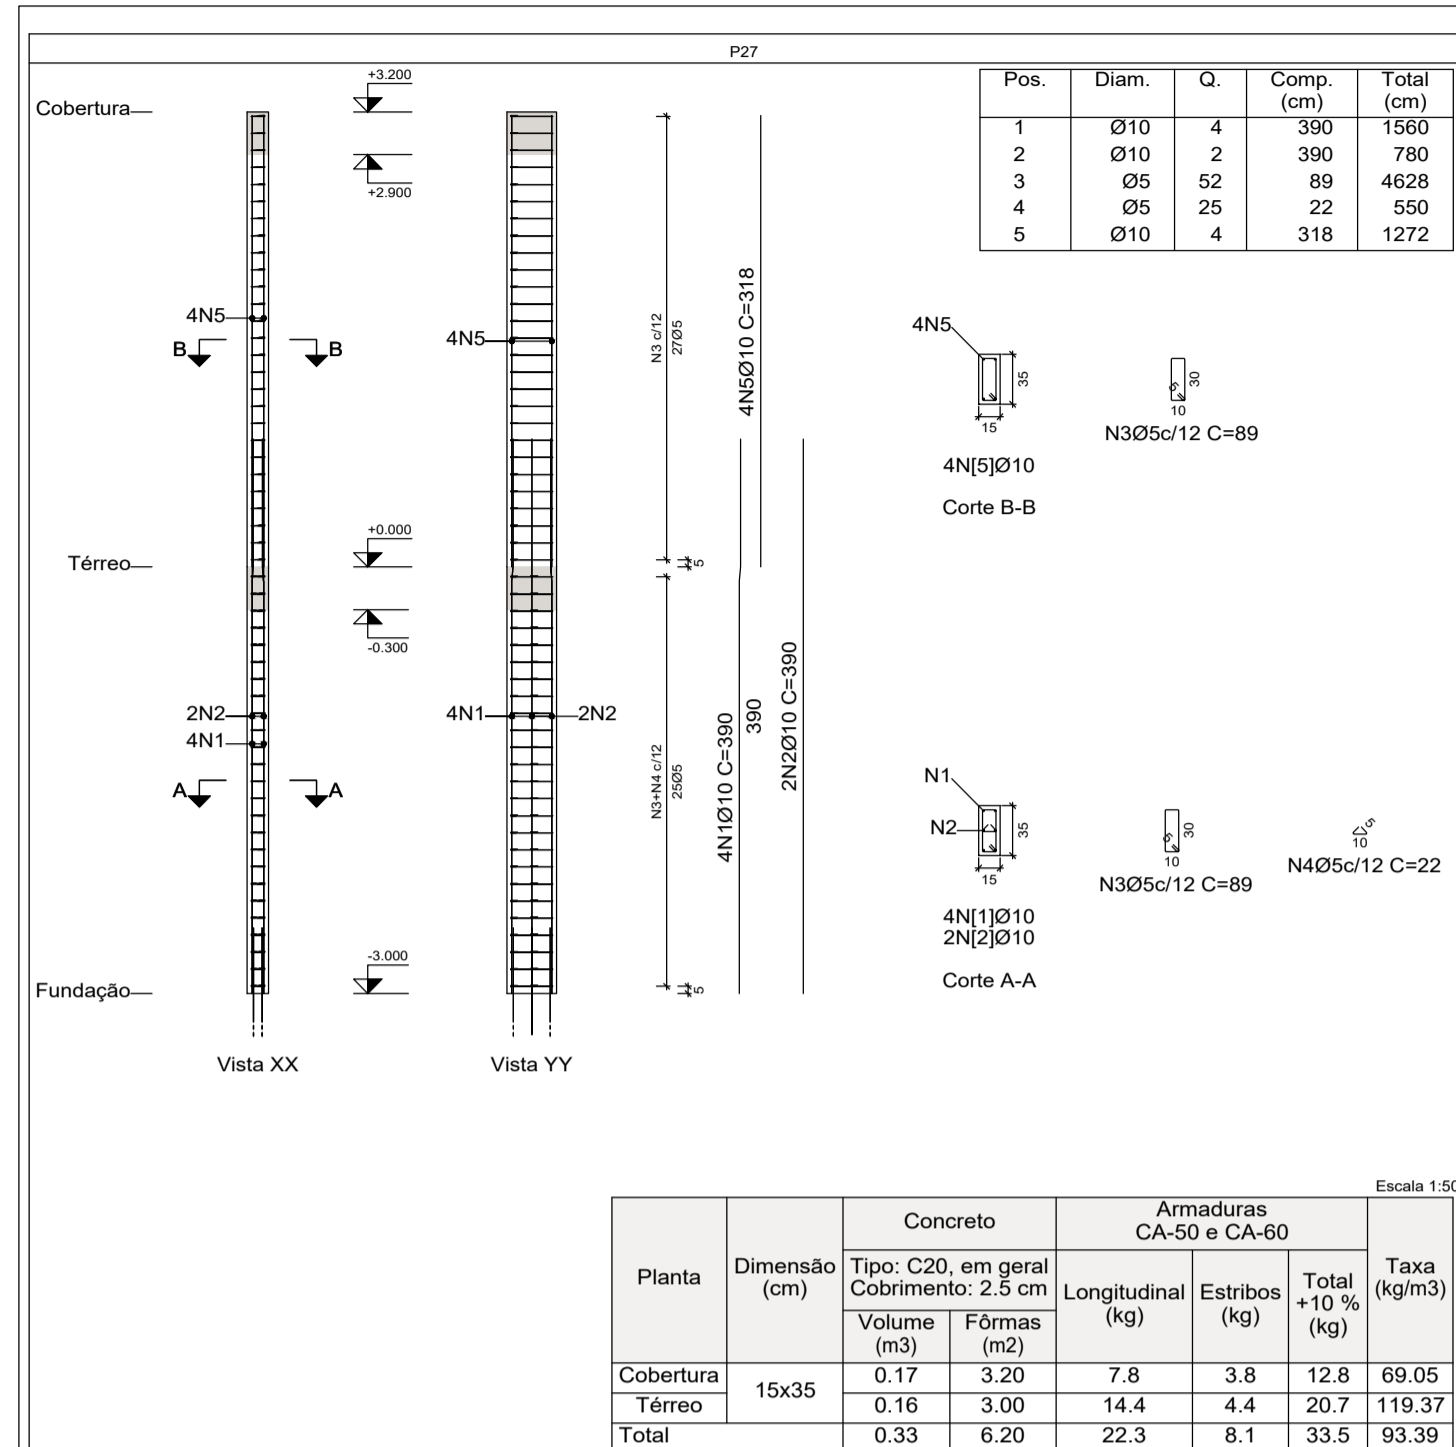 P27
Pos. Diam. Q. Comp. (cm) Total (cm)
1 Ø10 4 390 1560
2 Ø10 2 390 780
3 Ø5 52 89 4628
4 Ø5 25 22 550
5 Ø10 4 318 1272
Cobertura
+3.200
+2.900
4N5
B B
4N5
N3 c/12
27Ø5
4N5Ø10 C=318
4N5
35
15
4N[5]Ø10
Corte B-B
30
5
10
N3Ø5c/12 C=89
Térreo
+0.000
-0.300
5
2N2
4N1
4N1
2N2
A A
N3+N4 c/12
25Ø5
4N1Ø10 C=390
390
2N2Ø10 C=390
N1
N2
35
15
4N[1]Ø10
2N[2]Ø10
Corte A-A
30
5
10
N3Ø5c/12 C=89
5
10
N4Ø5c/12 C=22
Fundação
-3.000
5
Vista XX
Vista YY
Escala 1:50
Planta
Dimensão
(cm)
Concreto
Tipo: C20, em geral
Cobrimento: 2.5 cm
Volume
(m3)
Fôrmas
(m2)
Armaduras
CA-50 e CA-60
Longitudinal
(kg)
Estribos
(kg)
Total
+10 %
(kg)
Taxa
(kg/m3)
Cobertura 15x35 0.17 3.20 7.8 3.8 12.8 69.05
Térreo 0.16 3.00 14.4 4.4 20.7 119.37
Total 0.33 6.20 22.3 8.1 33.5 93.39